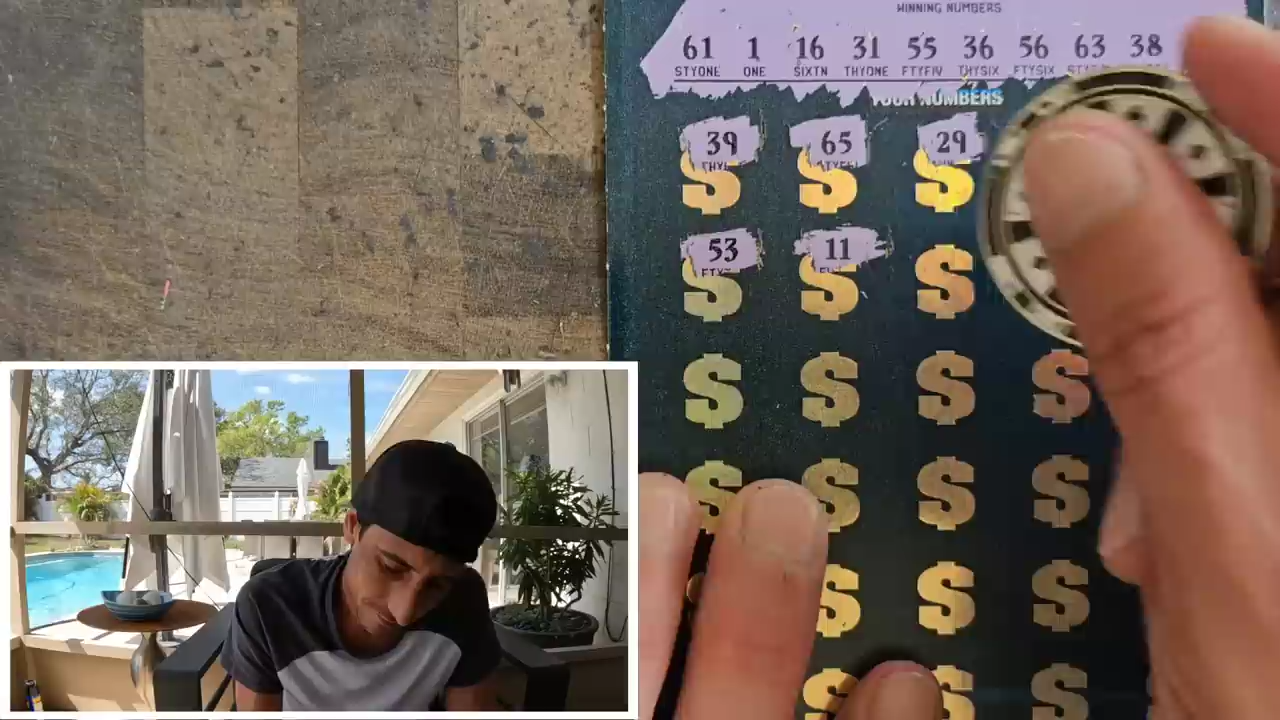 WINNING NUMBERS
61 1 16 31 55 36 56 63 38
STYONE ONE SIXTN THYONE FTYFIV THYSIX FTYSIX
YOUR NUMBERS
39 65 29
53 11